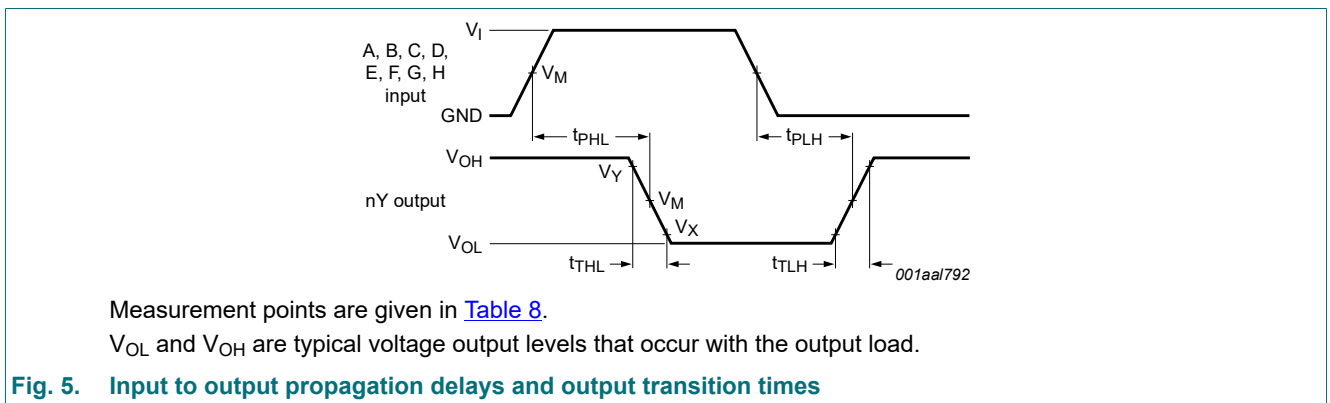 V_I
A, B, C, D,
E, F, G, H
input
V_M
GND
t_PHL
t_PLH
V_OH
V_Y
nY output
V_M
V_X
V_OL
t_THL
t_TLH
001aal792
Measurement points are given in Table 8.
V_OL and V_OH are typical voltage output levels that occur with the output load.
Fig. 5. Input to output propagation delays and output transition times